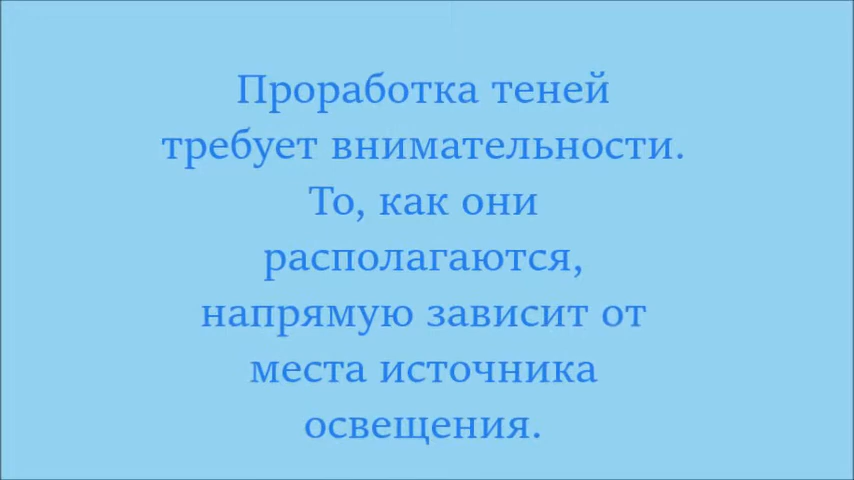 Проработка теней
требует внимательности.
То, как они
располагаются,
напрямую зависит от
места источника
освещения.